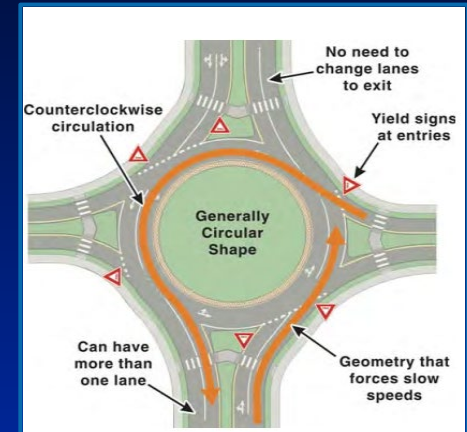 No need to
change lanes
to exit
Counterclockwise
circulation
Yield signs
at entries
Generally
Circular
Shape
Can have
more than
one lane
Geometry that
forces slow
speeds